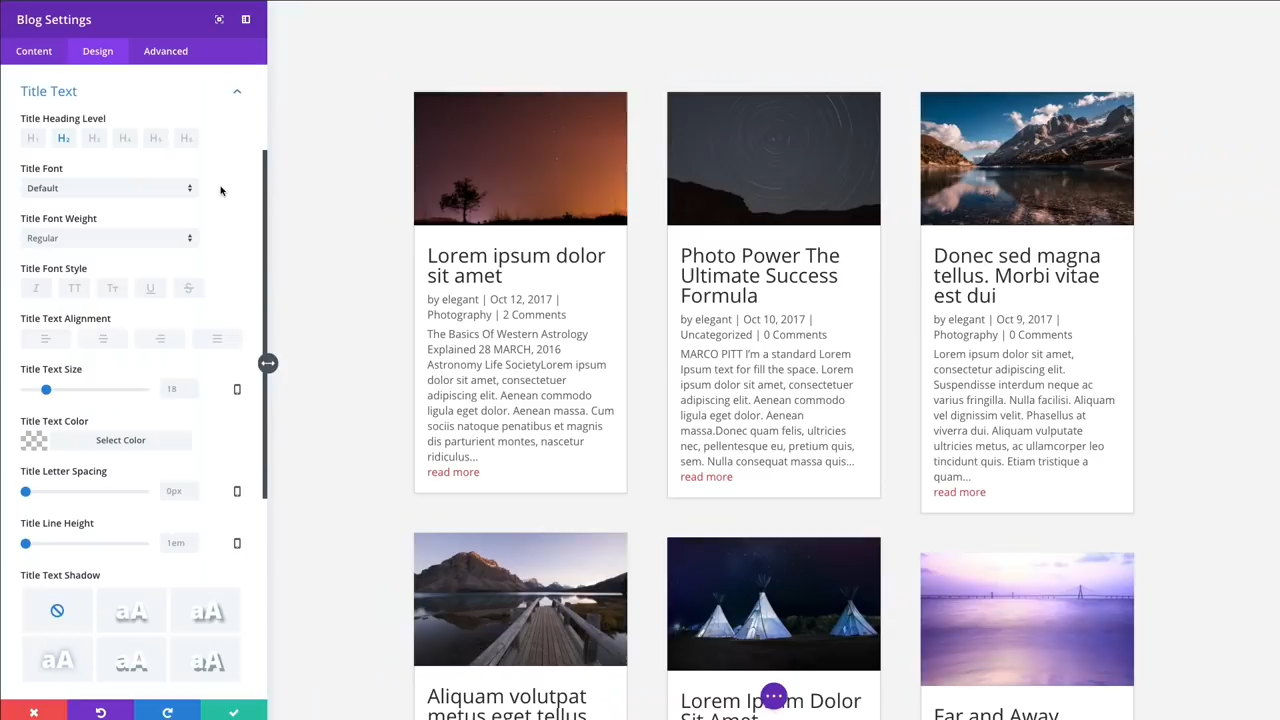 Blog Settings
Content Design Advanced
Title Text
Title Heading Level
H1 H2 H3 H4 H5 H6
Title Font
Default
Title Font Weight
Regular
Title Font Style
I TT Tт U S
Title Text Alignment
Title Text Size
18
Title Text Color
Select Color
Title Letter Spacing
0px
Title Line Height
1em
Title Text Shadow
aA aA
aA aA aA
Lorem ipsum dolor
sit amet
by elegant | Oct 12, 2017 |
Photography | 2 Comments
The Basics Of Western Astrology
Explained 28 MARCH, 2016
Astronomy Life SocietyLorem ipsum
dolor sit amet, consectetuer
adipiscing elit. Aenean commodo
ligula eget dolor. Aenean massa. Cum
sociis natoque penatibus et magnis
dis parturient montes, nascetur
ridiculus...
read more
Photo Power The
Ultimate Success
Formula
by elegant | Oct 10, 2017 |
Uncategorized | 0 Comments
MARCO PITT I'm a standard Lorem
Ipsum text for fill the space. Lorem
ipsum dolor sit amet, consectetuer
adipiscing elit. Aenean commodo
ligula eget dolor. Aenean
massa.Donec quam felis, ultricies
nec, pellentesque eu, pretium quis,
sem. Nulla consequat massa quis...
read more
Donec sed magna
tellus. Morbi vitae
est dui
by elegant | Oct 9, 2017 |
Photography | 0 Comments
Lorem ipsum dolor sit amet,
consectetur adipiscing elit.
Suspendisse interdum neque ac
varius fringilla. Nulla facilisi. Aliquam
vel dignissim velit. Phasellus at
viverra dui. Aliquam vulputate
ultricies metus, ac ullamcorper leo
tincidunt quis. Etiam tristique a
quam...
read more
Aliquam volutpat
metus eget tellus
Lorem Ipsum Dolor
Sit Amet
Far and Away